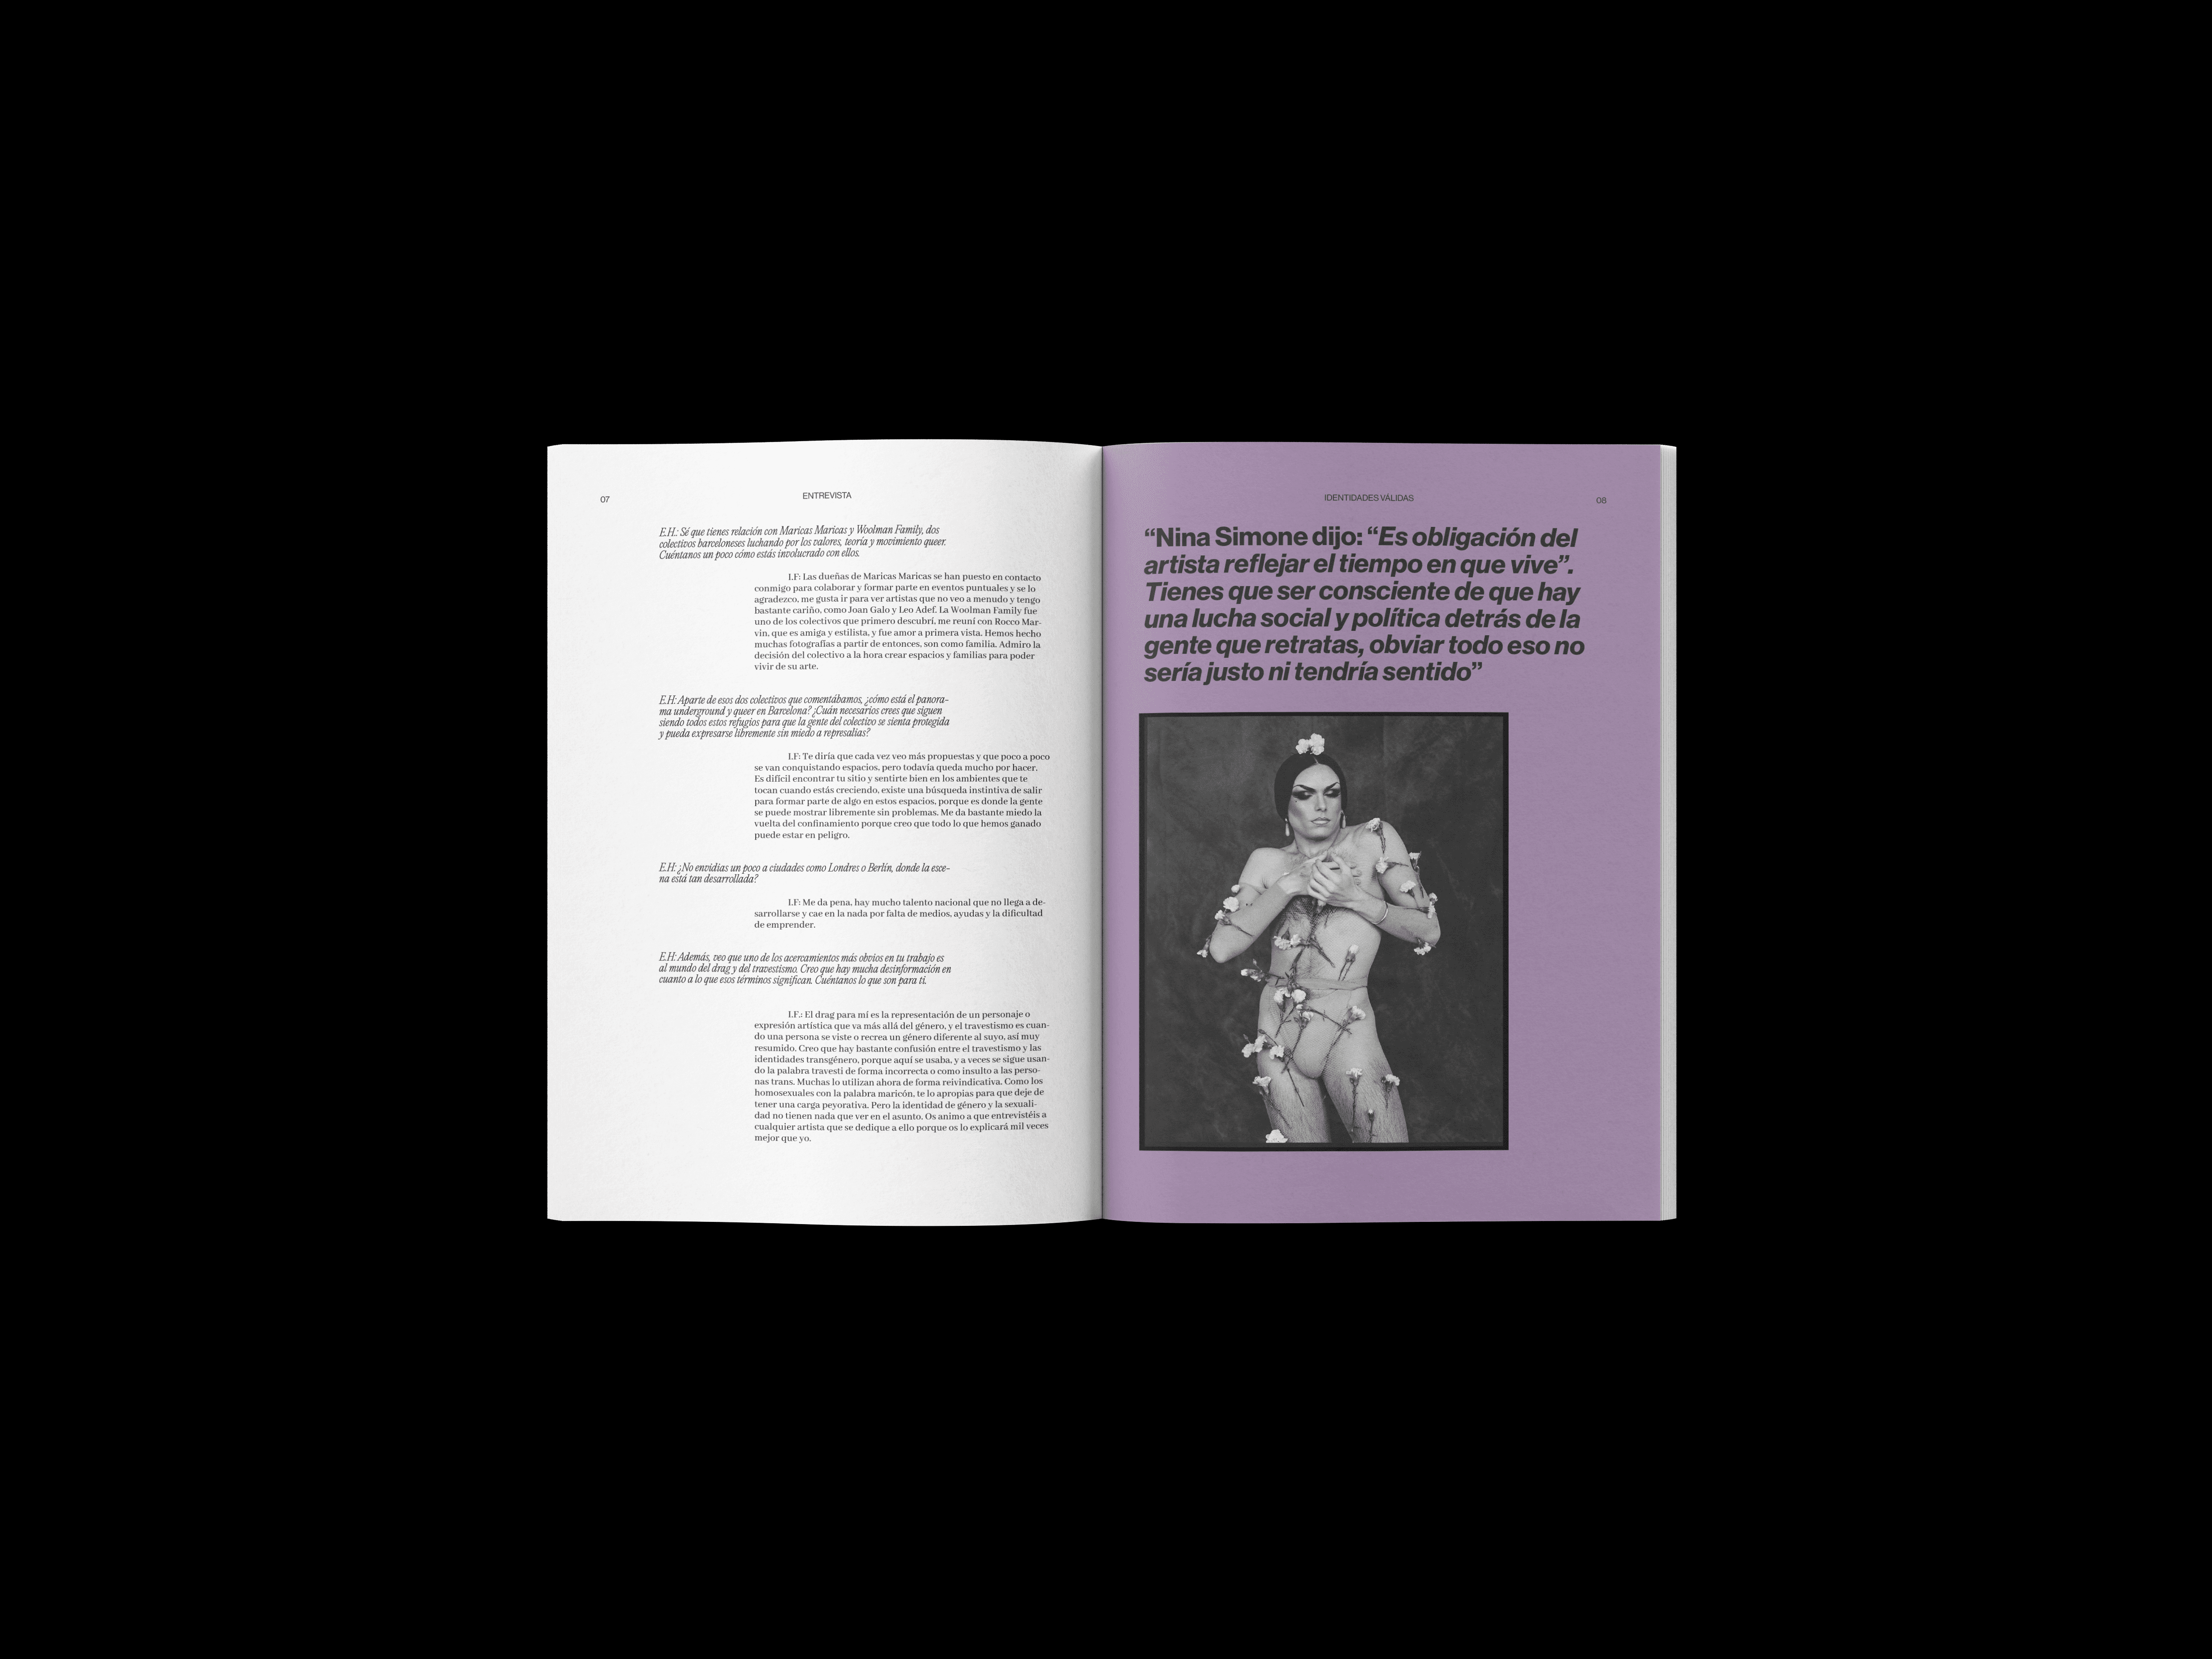 07
ENTREVISTA
E.H.: Sé que tienes relación con Maricas Maricas y Woolman Family, dos
colectivos barceloneses luchando por los valores, teoría y movimiento queer.
Cuéntanos un poco cómo estás involucrado con ellos.
I.F: Las dueñas de Maricas Maricas se han puesto en contacto
conmigo para colaborar y formar parte en eventos puntuales y se lo
agradezco, me gusta ir para ver artistas que no veo a menudo y tengo
bastante cariño, como Joan Galo y Leo Adef. La Woolman Family fue
uno de los colectivos que primero descubrí, me reuní con Rocco Mar-
vin, que es amiga y estilista, y fue amor a primera vista. Hemos hecho
muchas fotografías a partir de entonces, son como familia. Admiro la
decisión del colectivo a la hora crear espacios y familias para poder
vivir de su arte.
E.H: Aparte de esos dos colectivos que comentábamos, ¿cómo está el panora-
ma underground y queer en Barcelona? ¿Cuán necesarios crees que siguen
siendo todos estos refugios para que la gente del colectivo se sienta protegida
y pueda expresarse libremente sin miedo a represalias?
I.F: Te diría que cada vez veo más propuestas y que poco a poco
se van conquistando espacios, pero todavía queda mucho por hacer.
Es difícil encontrar tu sitio y sentirte bien en los ambientes que te
tocan cuando estás creciendo, existe una búsqueda instintiva de salir
para formar parte de algo en estos espacios, porque es donde la gente
se puede mostrar libremente sin problemas. Me da bastante miedo la
vuelta del confinamiento porque creo que todo lo que hemos ganado
puede estar en peligro.
E.H: ¿No envidias un poco a ciudades como Londres o Berlín, donde la esce-
na está tan desarrollada?
I.F: Me da pena, hay mucho talento nacional que no llega a de-
sarrollarse y cae en la nada por falta de medios, ayudas y la dificultad
de emprender.
E.H: Además, veo que uno de los acercamientos más obvios en tu trabajo es
al mundo del drag y del travestismo. Creo que hay mucha desinformación en
cuanto a lo que esos términos significan. Cuéntanos lo que son para ti.
I.F.: El drag para mí es la representación de un personaje o
expresión artística que va más allá del género, y el travestismo es cuan-
do una persona se viste o recrea un género diferente al suyo, así muy
resumido. Creo que hay bastante confusión entre el travestismo y las
identidades transgénero, porque aquí se usaba, y a veces se sigue usan-
do la palabra travesti de forma incorrecta o como insulto a las perso-
nas trans. Muchas lo utilizan ahora de forma reivindicativa. Como los
homosexuales con la palabra maricón, te lo apropias para que deje de
tener una carga peyorativa. Pero la identidad de género y la sexuali-
dad no tienen nada que ver en el asunto. Os animo a que entrevistéis a
cualquier artista que se dedique a ello porque os lo explicará mil veces
mejor que yo.
IDENTIDADES VÁLIDAS
08
“Nina Simone dijo: “Es obligación del
artista reflejar el tiempo en que vive”.
Tienes que ser consciente de que hay
una lucha social y política detrás de la
gente que retratas, obviar todo eso no
sería justo ni tendría sentido”